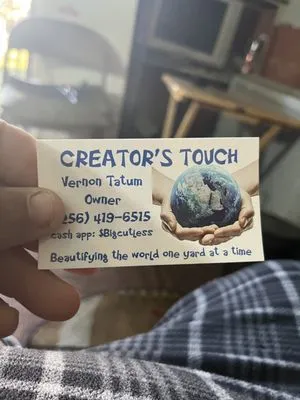 CREATOR'S TOUCH
Vernon Tatum
Owner
(256) 419-6515
cash app: $Bigcutless
Beautifying the world one yard at a time